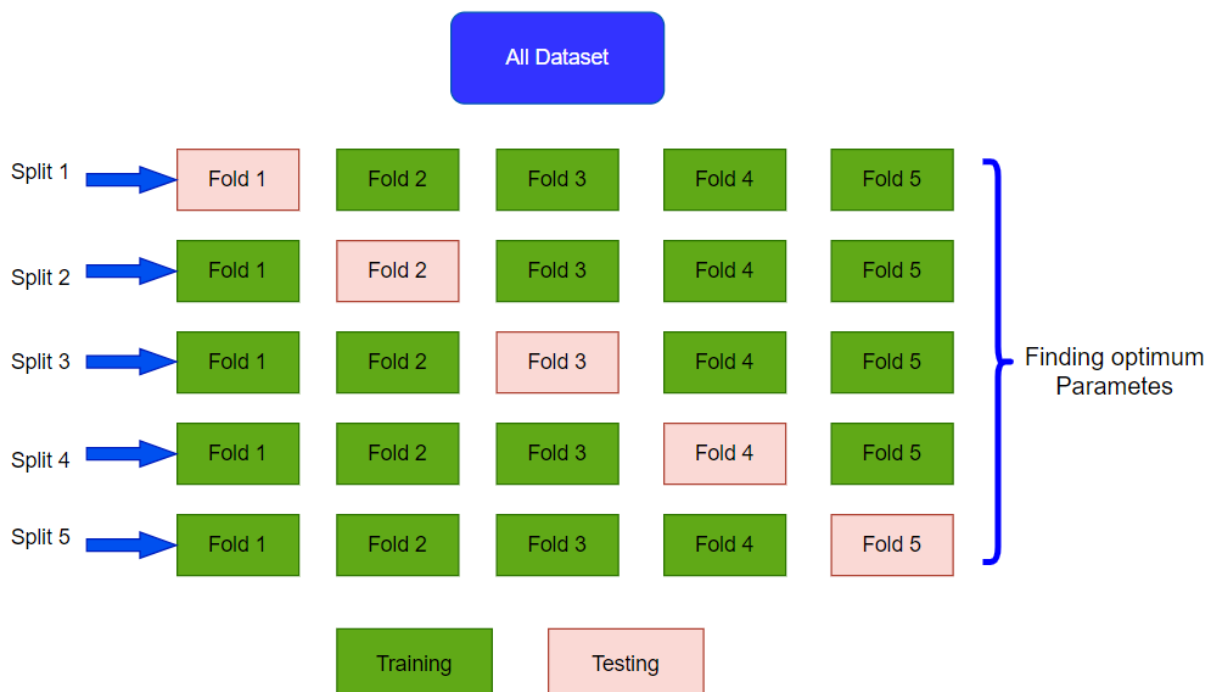 All Dataset
Split 1
Fold 1
Fold 2
Fold 3
Fold 4
Fold 5
Split 2
Fold 1
Fold 2
Fold 3
Fold 4
Fold 5
Split 3
Fold 1
Fold 2
Fold 3
Fold 4
Fold 5
Finding optimum
Parametes
Split 4
Fold 1
Fold 2
Fold 3
Fold 4
Fold 5
Split 5
Fold 1
Fold 2
Fold 3
Fold 4
Fold 5
Training
Testing